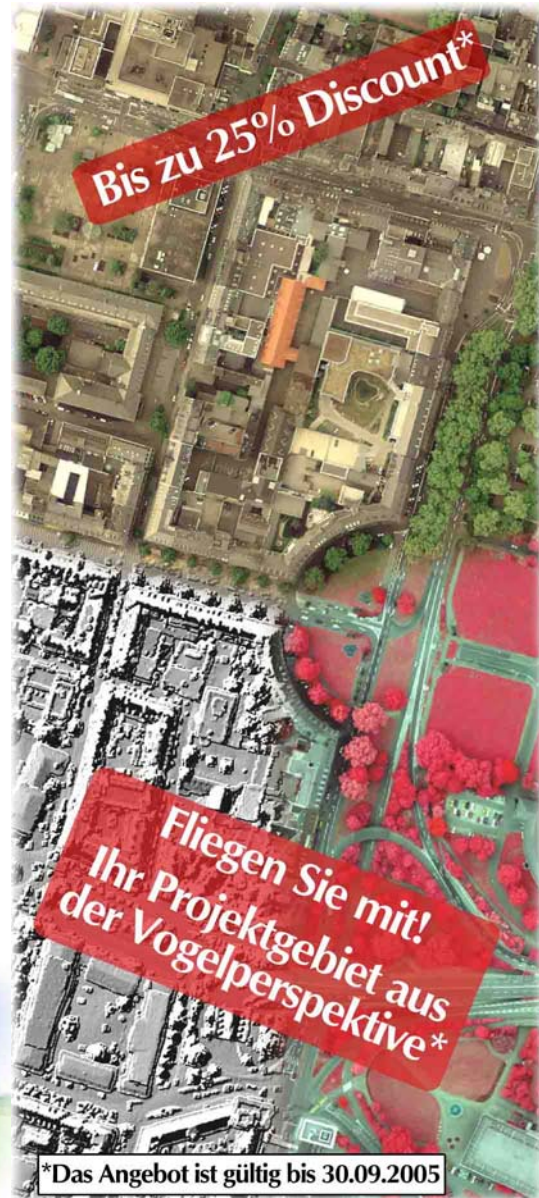 Bis zu 25% Discount*
Fliegen Sie mit!
Ihr Projektgebiet aus
der Vogelperspektive*
*Das Angebot ist gültig bis 30.09.2005